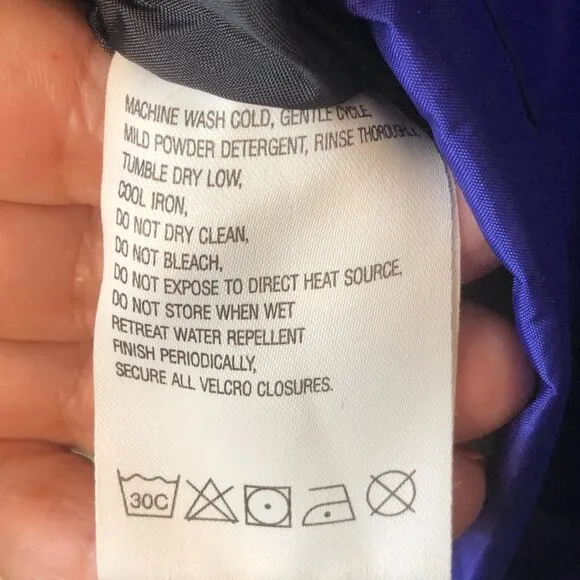 MACHINE WASH COLD, GENTLE CYCLE,
MILD POWDER DETERGENT, RINSE THOROUGHLY,
TUMBLE DRY LOW,
COOL IRON,
DO NOT DRY CLEAN,
DO NOT BLEACH,
DO NOT EXPOSE TO DIRECT HEAT SOURCE,
DO NOT STORE WHEN WET
RETREAT WATER REPELLENT
FINISH PERIODICALLY,
SECURE ALL VELCRO CLOSURES.
30C